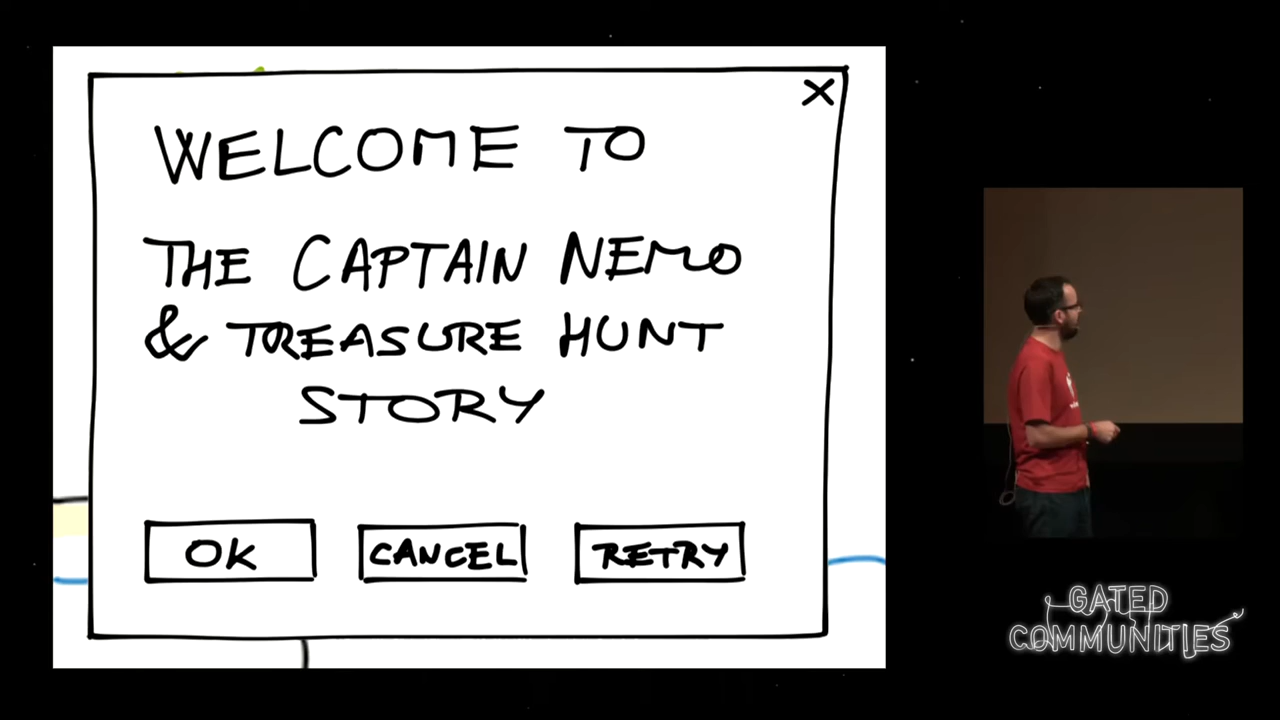 X
WELCOME TO
THE CAPTAIN NEMO
& TREASURE HUNT
STORY
OK
CANCEL
RETRY
GATED
COMMUNITIES